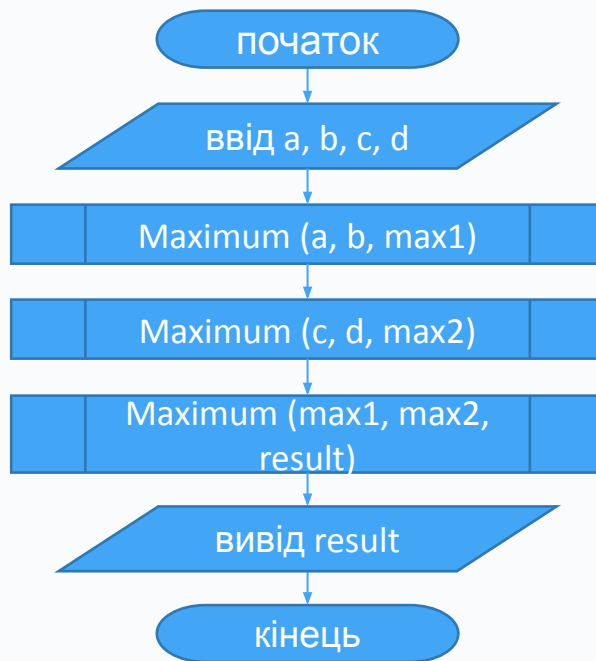 початок
ввід a, b, c, d
Maximum (a, b, max1)
Maximum (c, d, max2)
Maximum (max1, max2,
result)
вивід result
кінець